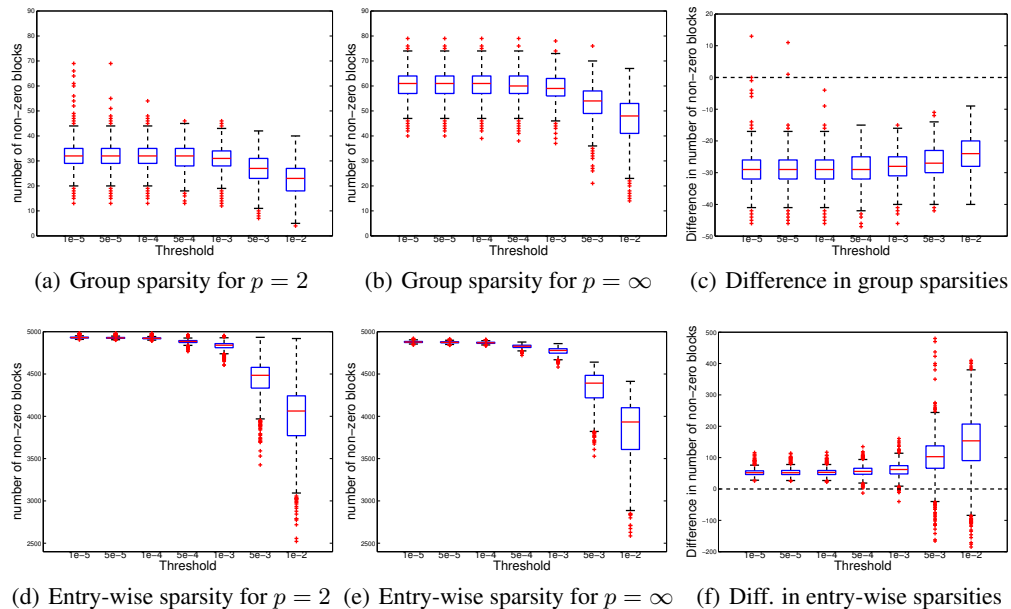 number of non−zero blocks
90
80
70
60
50
40
30
20
10
0
1e−5 5e−5 1e−4 5e−4 1e−3 5e−3 1e−2
Threshold
number of non−zero blocks
90
80
70
60
50
40
30
20
10
0
1e−5 5e−5 1e−4 5e−4 1e−3 5e−3 1e−2
Threshold
Difference in number of non−zero blocks
20
10
0
−10
−20
−30
−40
−50
1e−5 5e−5 1e−4 5e−4 1e−3 5e−3 1e−2
Threshold
(a) Group sparsity for p = 2
(b) Group sparsity for p = ∞
(c) Difference in group sparsities
number of non−zero blocks
5000
4500
4000
3500
3000
2500
1e−5 5e−5 1e−4 5e−4 1e−3 5e−3 1e−2
Threshold
number of non−zero blocks
5000
4500
4000
3500
3000
2500
1e−5 5e−5 1e−4 5e−4 1e−3 5e−3 1e−2
Threshold
Difference in number of non−zero blocks
500
400
300
200
100
0
−100
−200
1e−5 5e−5 1e−4 5e−4 1e−3 5e−3 1e−2
Threshold
(d) Entry-wise sparsity for p = 2
(e) Entry-wise sparsity for p = ∞
(f) Diff. in entry-wise sparsities